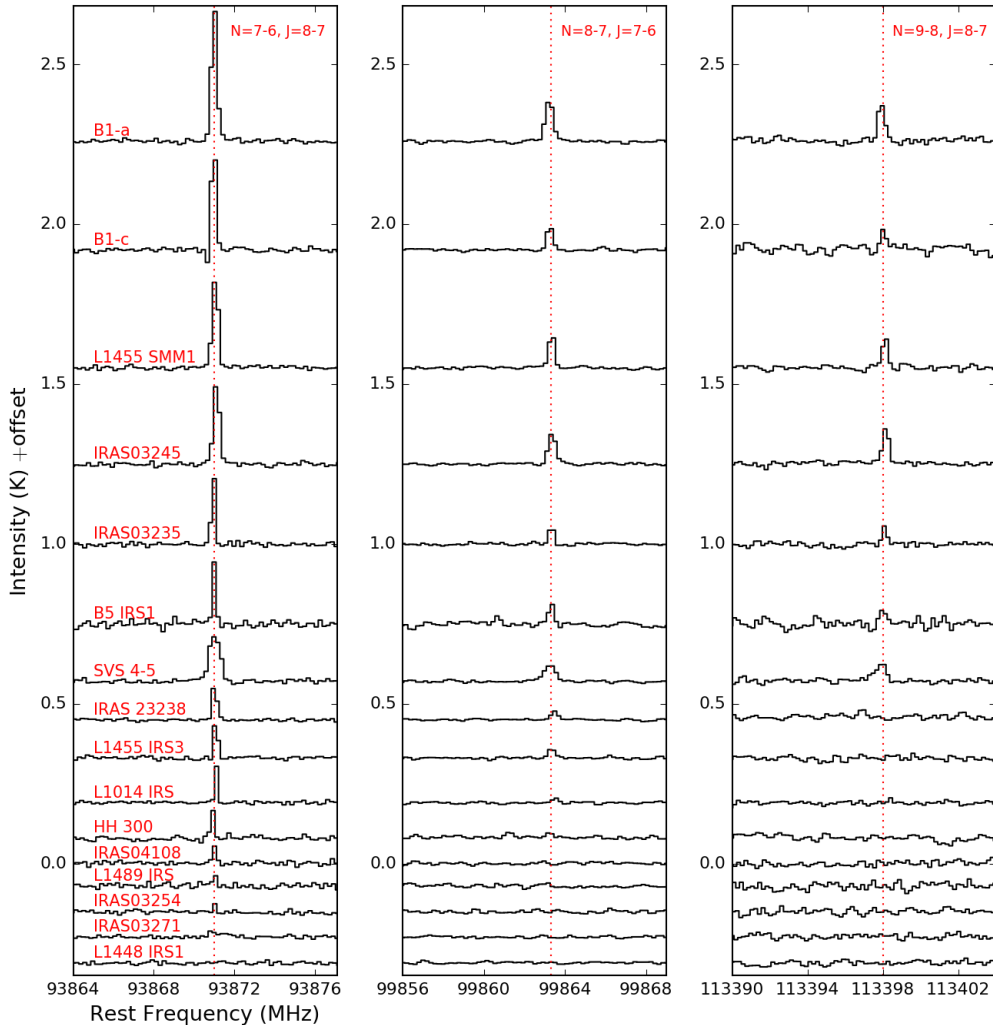 N=7-6, J=8-7
N=8-7, J=7-6
N=9-8, J=8-7
2.5
2.5
2.5
B1-a
2.0
2.0
2.0
B1-c
L1455 SMM1
1.5
1.5
1.5
IRAS03245
IRAS03235
1.0
1.0
1.0
B5 IRS1
SVS 4-5
0.5
0.5
0.5
IRAS 23238
L1455 IRS3
L1014 IRS
HH 300
IRAS04108
0.0
0.0
0.0
L1489 IRS
IRAS03254
IRAS03271
L1448 IRS1
Intensity (K) +offset
93864 93868 93872 93876
99856 99860 99864 99868
113390 113394 113398 113402
Rest Frequency (MHz)